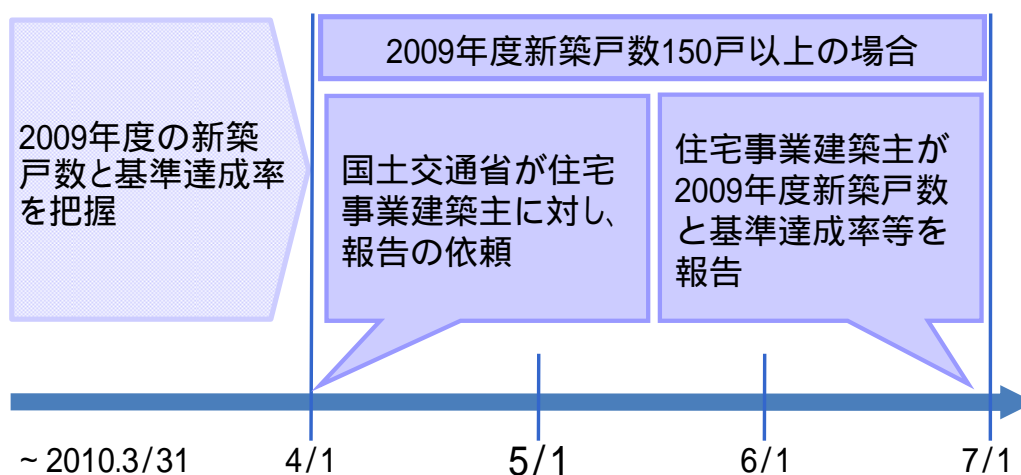 2009年度新築戸数150戸以上の場合
2009年度の新築
戸数と基準達成率
を把握
国土交通省が住宅
事業建築主に対し、
報告の依頼
住宅事業建築主が
2009年度新築戸数
と基準達成率等を
報告
~ 2010.3/31
4/1
5/1
6/1
7/1